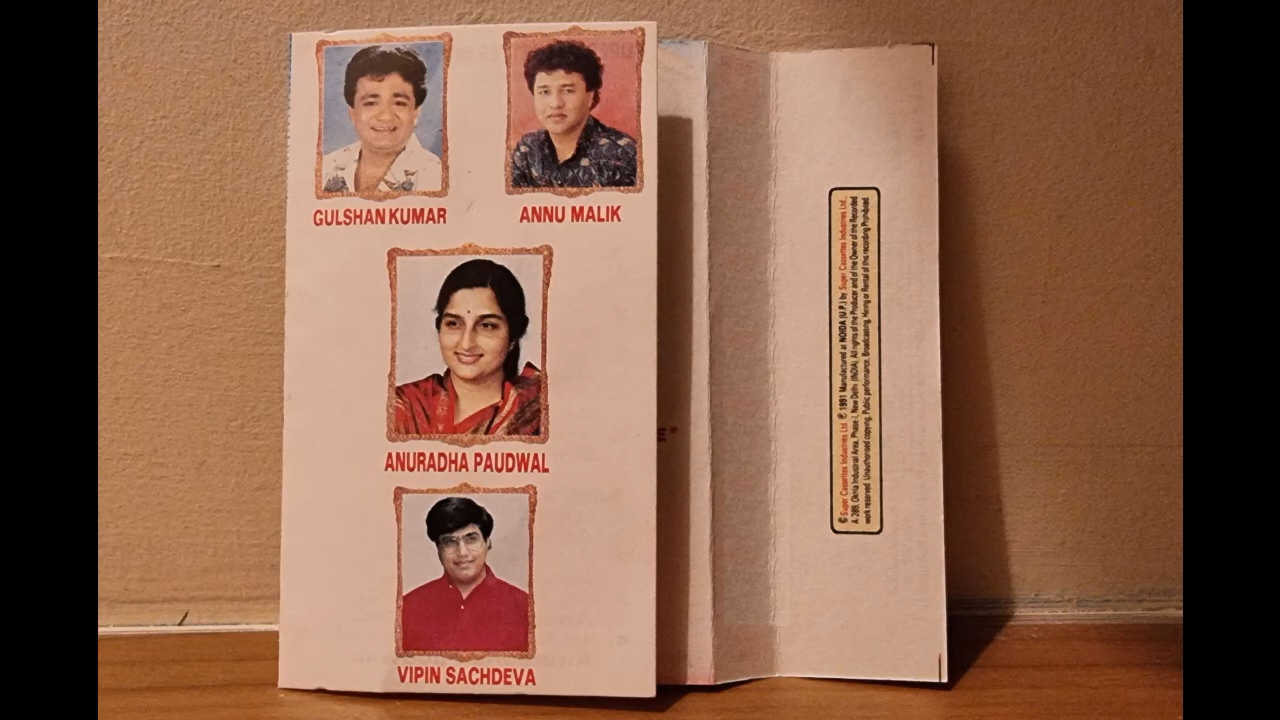 GULSHAN KUMAR
ANNU MALIK
ANURADHA PAUDWAL
VIPIN SACHDEVA
© Super Cassettes Industries Ltd. ℗ 1991 Manufactured at NOIDA (U.P.) by Super Cassettes Industries Ltd.,
A 289, Okhla Industrial Area, Phase-I, New Delhi (INDIA). All rights of the Producer and of the Owner of the Recorded
work reserved. Unauthorised copying, Public performance, Broadcasting, Hiring or Rental of this recording Prohibited.